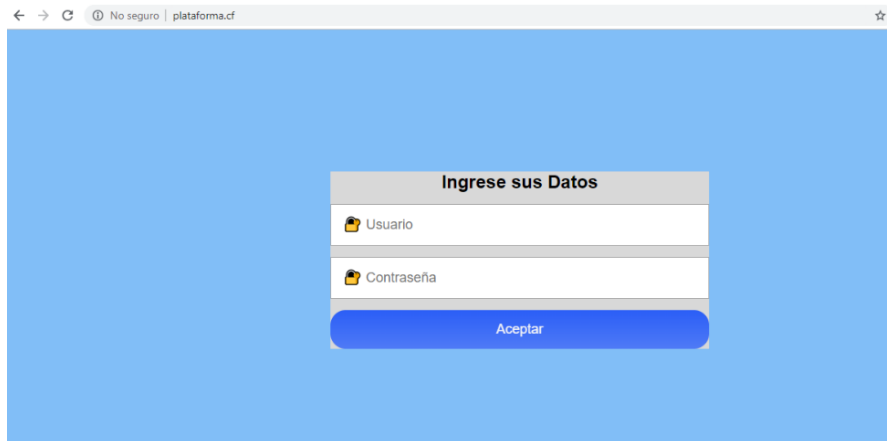 No seguro | plataforma.cf
Ingrese sus Datos
Usuario
Contraseña
Aceptar